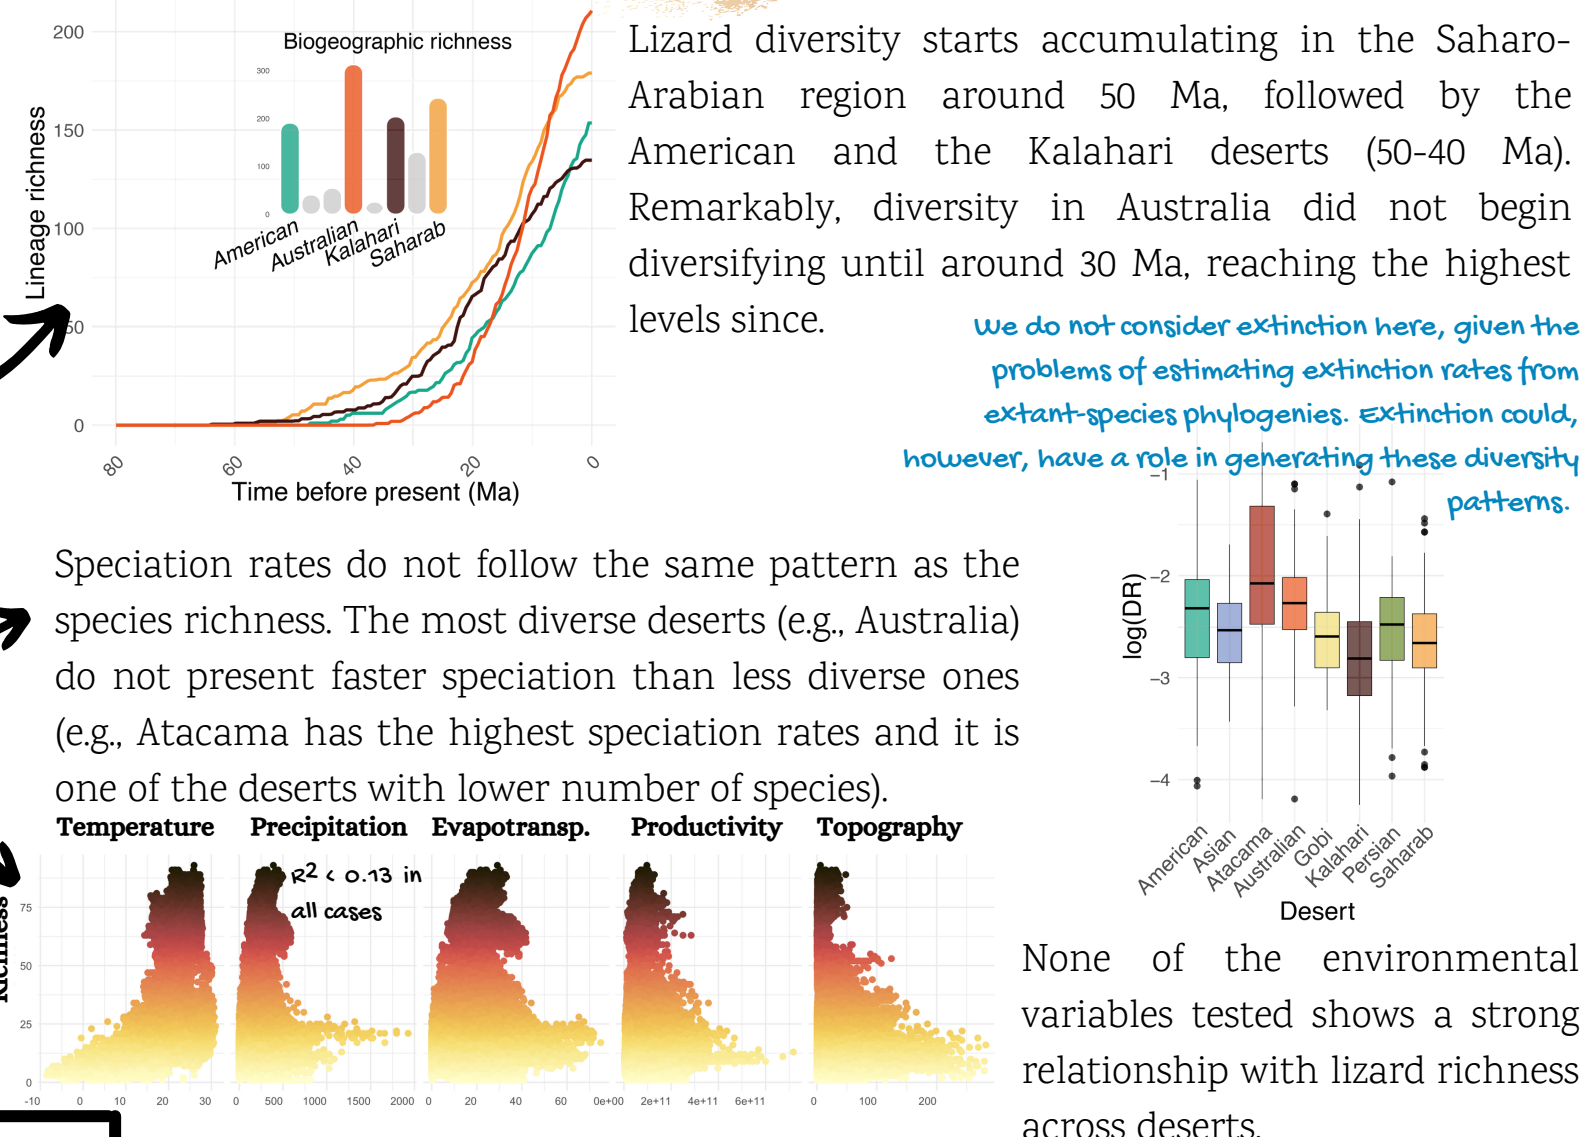 200
150
100
50
0
Lineage richness
Biogeographic richness
300
200
100
0
American
Australian
Kalahari
Saharab
80
60
40
20
0
Time before present (Ma)
Lizard diversity starts accumulating in the Saharo-
Arabian region around 50 Ma, followed by the
American and the Kalahari deserts (50-40 Ma).
Remarkably, diversity in Australia did not begin
diversifying until around 30 Ma, reaching the highest
levels since.
We do not consider extinction here, given the
problems of estimating extinction rates from
extant-species phylogenies. Extinction could,
however, have a role in generating these diversity
patterns.
Speciation rates do not follow the same pattern as the
species richness. The most diverse deserts (e.g., Australia)
do not present faster speciation than less diverse ones
(e.g., Atacama has the highest speciation rates and it is
one of the deserts with lower number of species).
−1
−2
−3
−4
log(DR)
American
Asian
Atacama
Australian
Gobi
Kalahari
Persian
Saharab
Desert
Temperature Precipitation Evapotransp. Productivity Topography
R2 < 0.13 in
all cases
Richness
75
50
25
0
-10 0 10 20 30 0 500 1000 1500 2000 0 20 40 60 0e+00 2e+11 4e+11 6e+11 0 100 200
None of the environmental
variables tested shows a strong
relationship with lizard richness
across deserts.